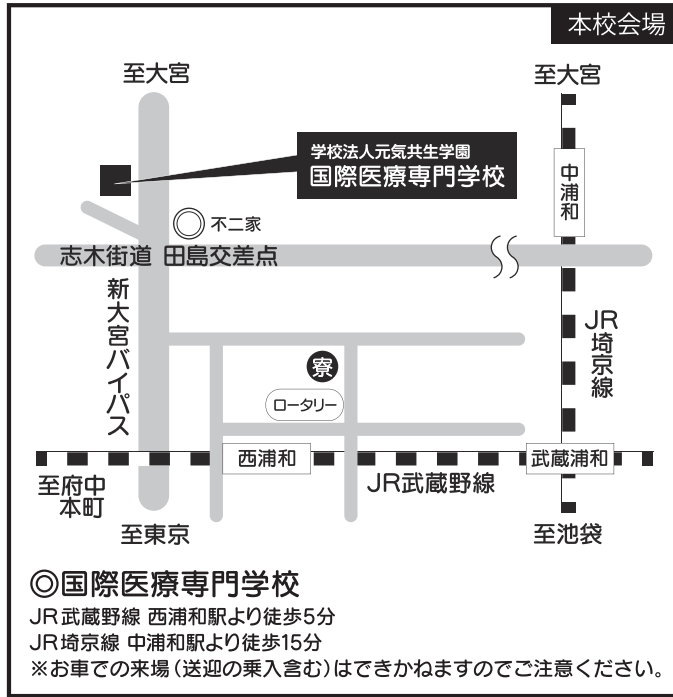 本校会場
至大宮
至大宮
学校法人元気共生学園
国際医療専門学校
中浦和
不二家
志木街道 田島交差点
新大宮バイパス
JR埼京線
寮
ロータリー
西浦和
武蔵浦和
JR武蔵野線
至府中
本町
至東京
至池袋
◎国際医療専門学校
JR武蔵野線 西浦和駅より徒歩5分
JR埼京線 中浦和駅より徒歩15分
※お車での来場(送迎の乗入含む)はできかねますのでご注意ください。